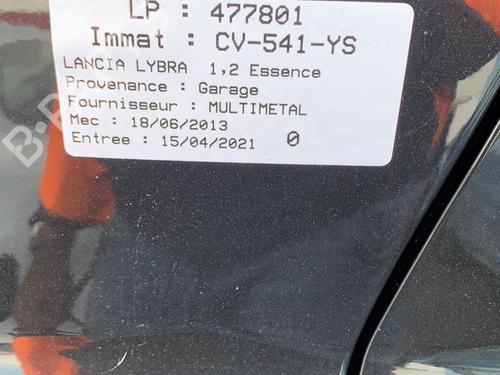 LP : 477801
Immat : CV-541-YS
LANCIA LYBRA 1,2 Essence
Provenance : Garage
Fournisseur : MULTIMETAL
Mec : 18/06/2013
Entree : 15/04/2021 0